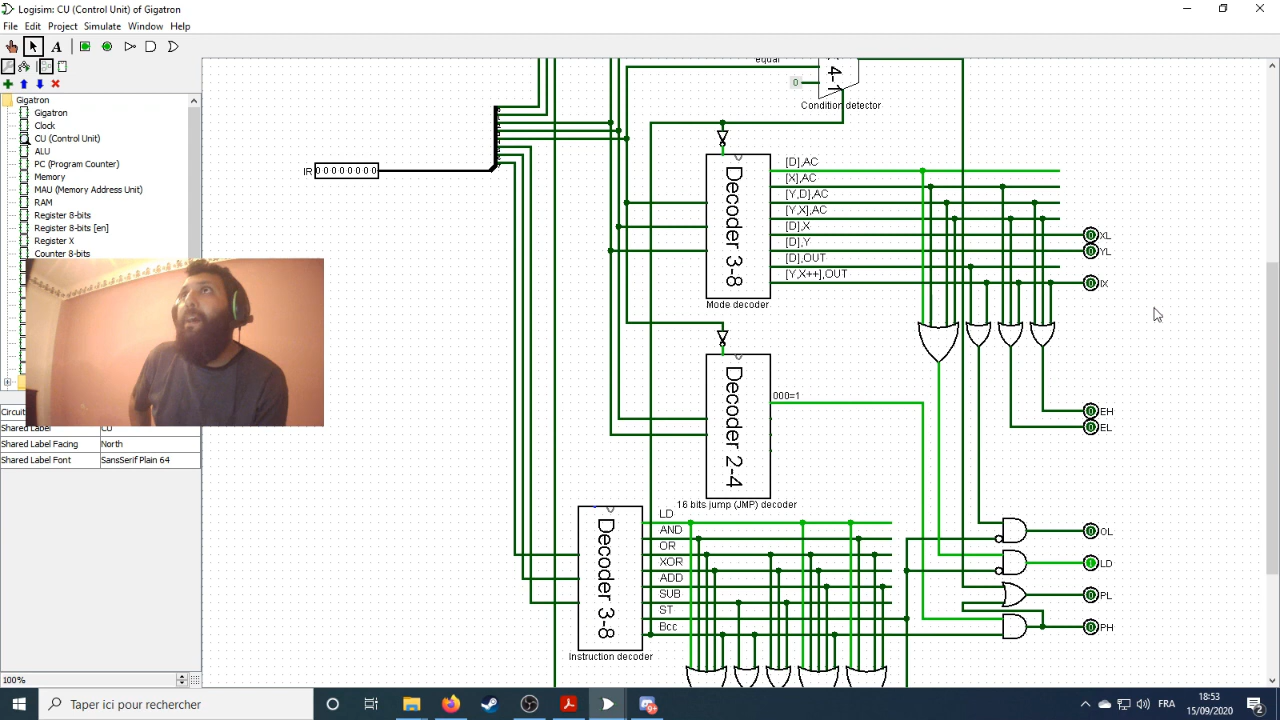 Logisim: CU (Control Unit) of Gigatron
File Edit Project Simulate Window Help
A
Gigatron
Gigatron
Clock
CU (Control Unit)
ALU
PC (Program Counter)
Memory
MAU (Memory Address Unit)
RAM
Register 8-bits
Register 8-bits [en]
Register X
Counter 8-bits
Shared Label CU
Shared Label Facing North
Shared Label Font SansSerif Plain 64
100%
equal
0
4-1
Condition detector
IR 0 0 0 0 0 0 0 0
Decoder 3-8
[D],AC
[X],AC
[Y,D],AC
[Y,X],AC
[D],X
[D],Y
[D],OUT
[Y,X++],OUT
Mode decoder
XL
YL
IX
Decoder 2-4
000=1
16 bits jump (JMP) decoder
EH
EL
Decoder 3-8
LD
AND
OR
XOR
ADD
SUB
ST
Bcc
Instruction decoder
OL
LD
PL
PH
Taper ici pour rechercher
FRA
18:53
15/09/2020